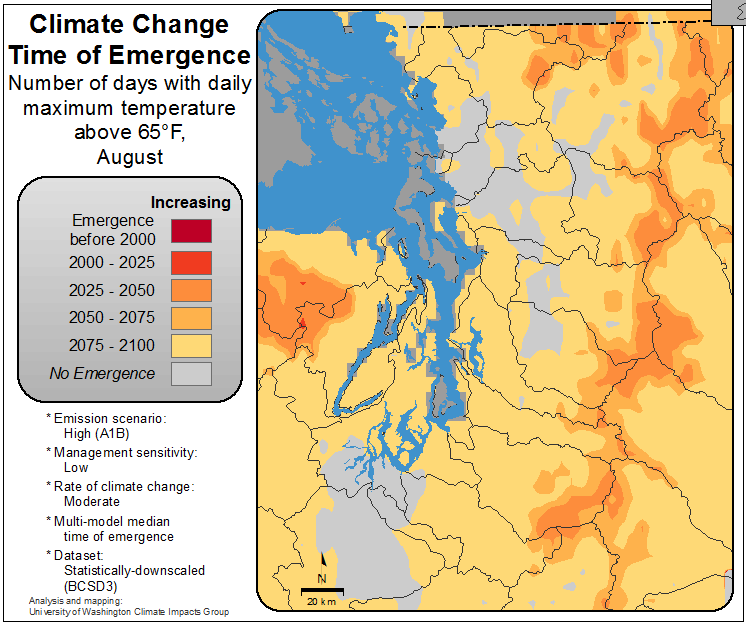 Climate Change
Time of Emergence
Number of days with daily
maximum temperature
above 65°F,
August
Increasing
Emergence
before 2000
2000 - 2025
2025 - 2050
2050 - 2075
2075 - 2100
No Emergence
* Emission scenario:
High (A1B)
* Management sensitivity:
Low
* Rate of climate change:
Moderate
* Multi-model median
time of emergence
* Dataset:
Statistically-downscaled
(BCSD3)
Analysis and mapping:
University of Washington Climate Impacts Group
N
20 km